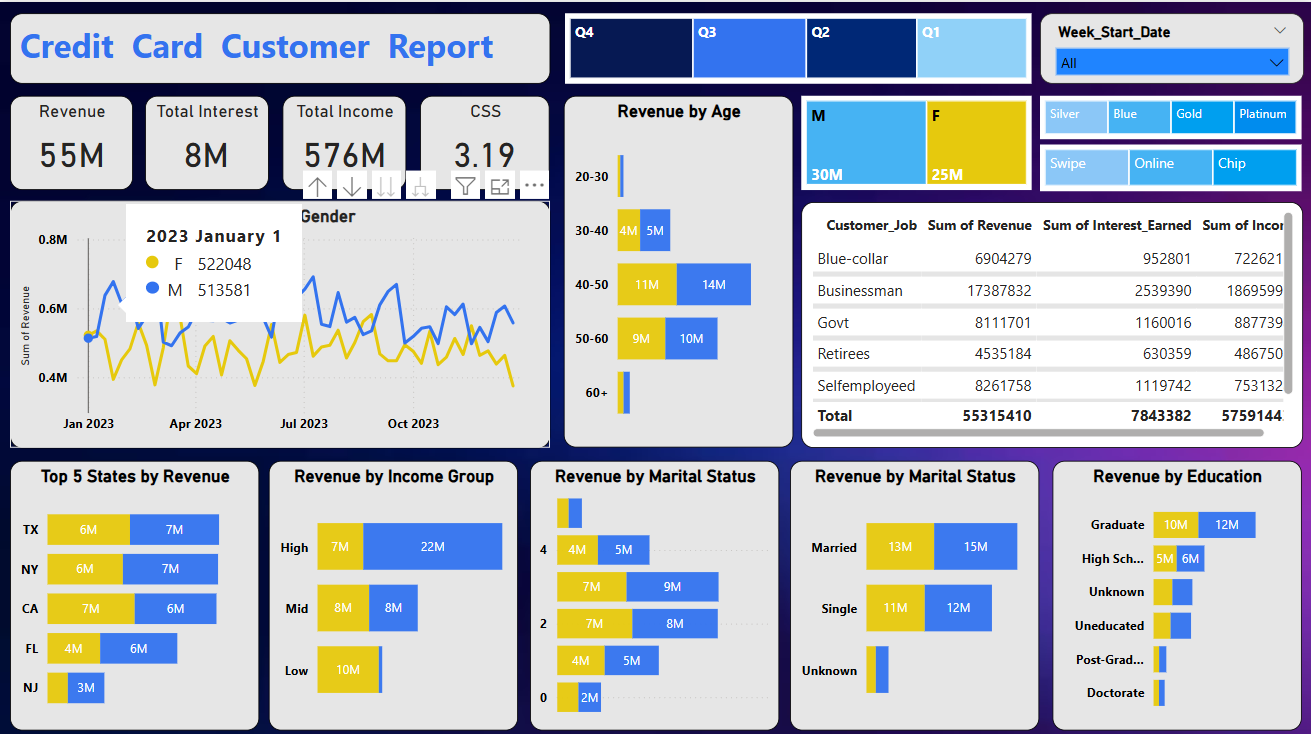 Credit Card Customer Report
Q4
Q3
Q2
Q1
Week_Start_Date
All
Revenue
55M
Total Interest
8M
Total Income
576M
CSS
3.19
Gender
2023 January 1
F 522048
M 513581
Sum of Revenue
0.8M
0.6M
0.4M
Jan 2023
Apr 2023
Jul 2023
Oct 2023
Revenue by Age
20-30
30-40
4M
5M
40-50
11M
14M
50-60
9M
10M
60+
M
30M
F
25M
Silver
Blue
Gold
Platinum
Swipe
Online
Chip
Customer_Job Sum of Revenue Sum of Interest_Earned Sum of Incor
Blue-collar 6904279 952801 722621
Businessman 17387832 2539390 1869599
Govt 8111701 1160016 887739
Retirees 4535184 630359 486750
Selfemployeed 8261758 1119742 753132
Total 55315410 7843382 5759144
Top 5 States by Revenue
TX 6M 7M
NY 6M 7M
CA 7M 6M
FL 4M 6M
NJ 3M
Revenue by Income Group
High 7M 22M
Mid 8M 8M
Low 10M
Revenue by Marital Status
4 4M 5M
7M 9M
2 7M 8M
4M 5M
0 2M
Revenue by Marital Status
Married 13M 15M
Single 11M 12M
Unknown
Revenue by Education
Graduate 10M 12M
High Sch... 5M 6M
Unknown
Uneducated
Post-Grad...
Doctorate